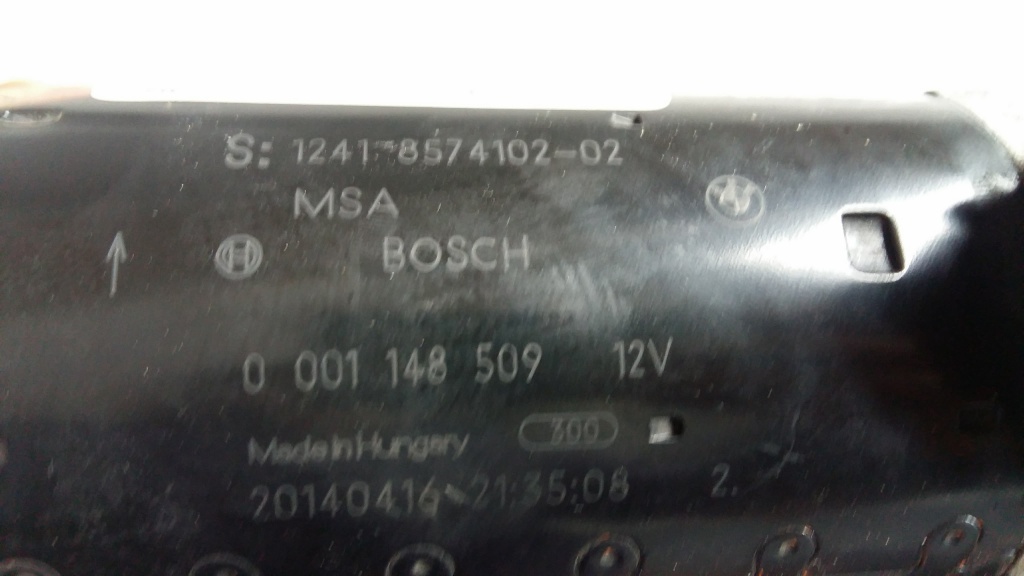 S: 1241-8574102-02
MSA
BOSCH
0 001 148 509 12V
300
Made in Hungary
20140416 21:35:08 2.